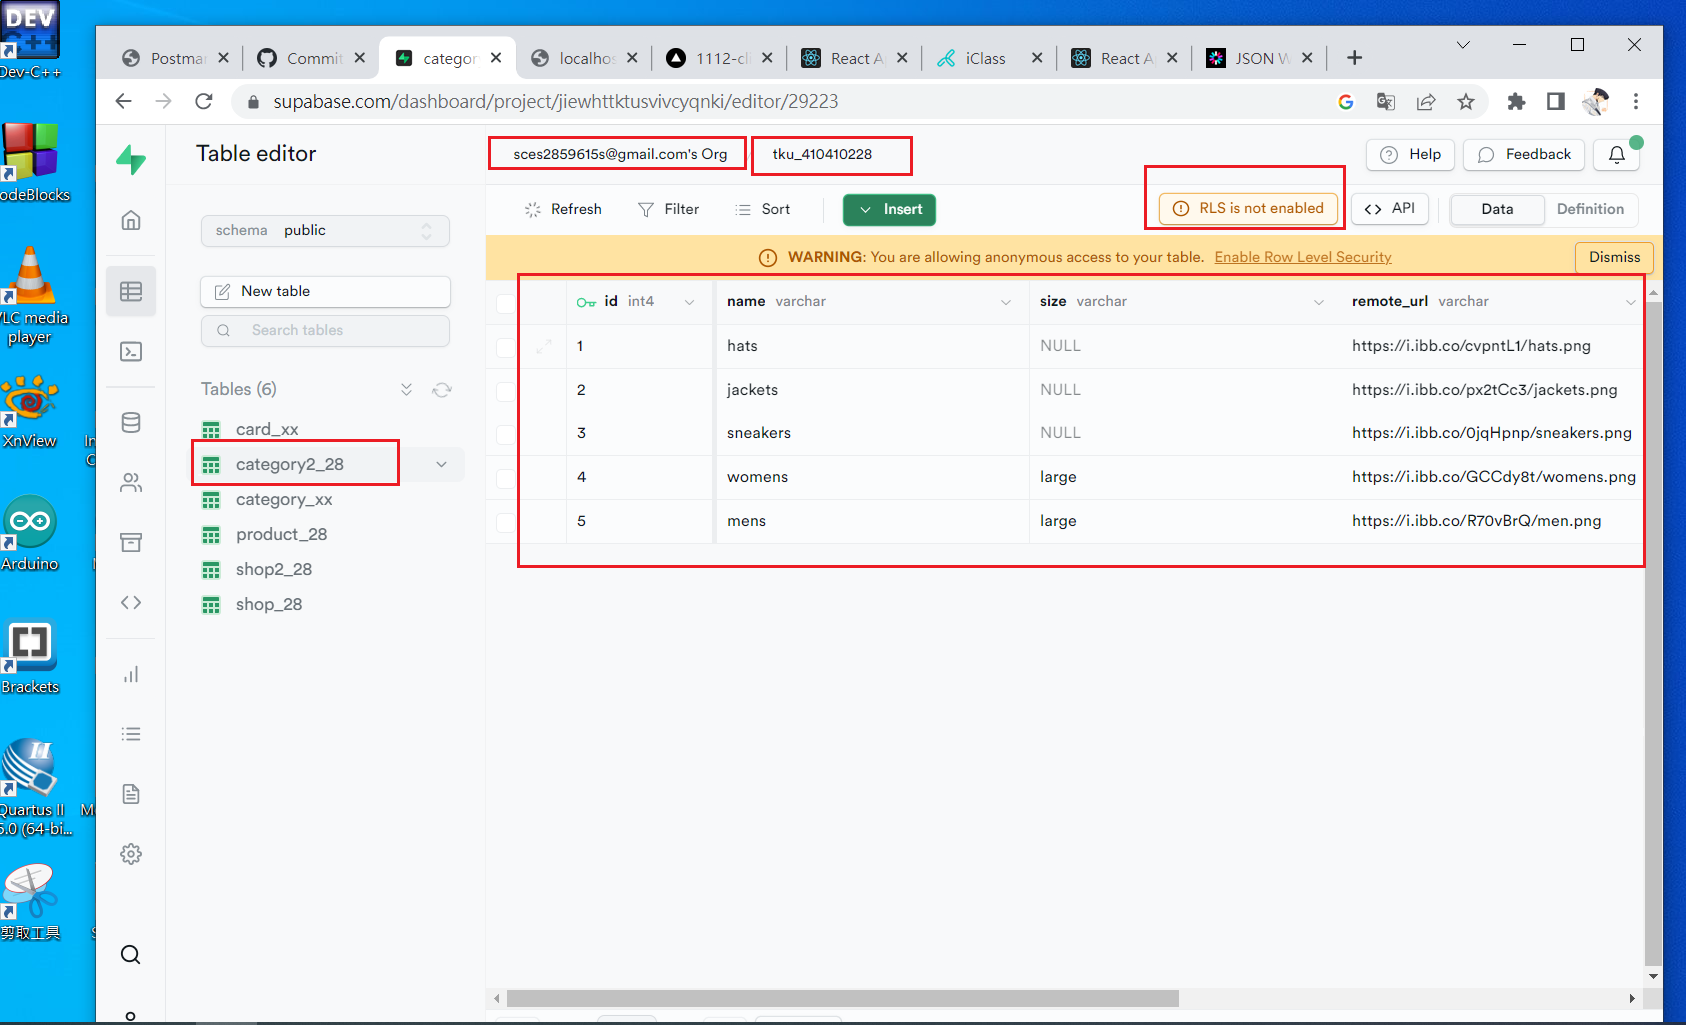 DEV
C++
Dev-C++
odeBlocks
VLC media
player
XnView
Arduino
Brackets
II
Quartus II
5.0 (64-bi...
剪取工具
In
C
M
S
Postman
Commit
categor
localhos
1112-cli
React A
iClass
React A
JSON W
supabase.com/dashboard/project/jiewhttktusvivcyqnki/editor/29223
Table editor
sces2859615s@gmail.com's Org
tku_410410228
Help
Feedback
schema public
New table
Search tables
Tables (6)
card_xx
category2_28
category_xx
product_28
shop2_28
shop_28
Refresh
Filter
Sort
Insert
RLS is not enabled
<> API
Data
Definition
WARNING: You are allowing anonymous access to your table. Enable Row Level Security
Dismiss
id int4 name varchar size varchar remote_url varchar
1 hats NULL https://i.ibb.co/cvpntL1/hats.png
2 jackets NULL https://i.ibb.co/px2tCc3/jackets.png
3 sneakers NULL https://i.ibb.co/0jqHpnp/sneakers.png
4 womens large https://i.ibb.co/GCCdy8t/womens.png
5 mens large https://i.ibb.co/R70vBrQ/men.png